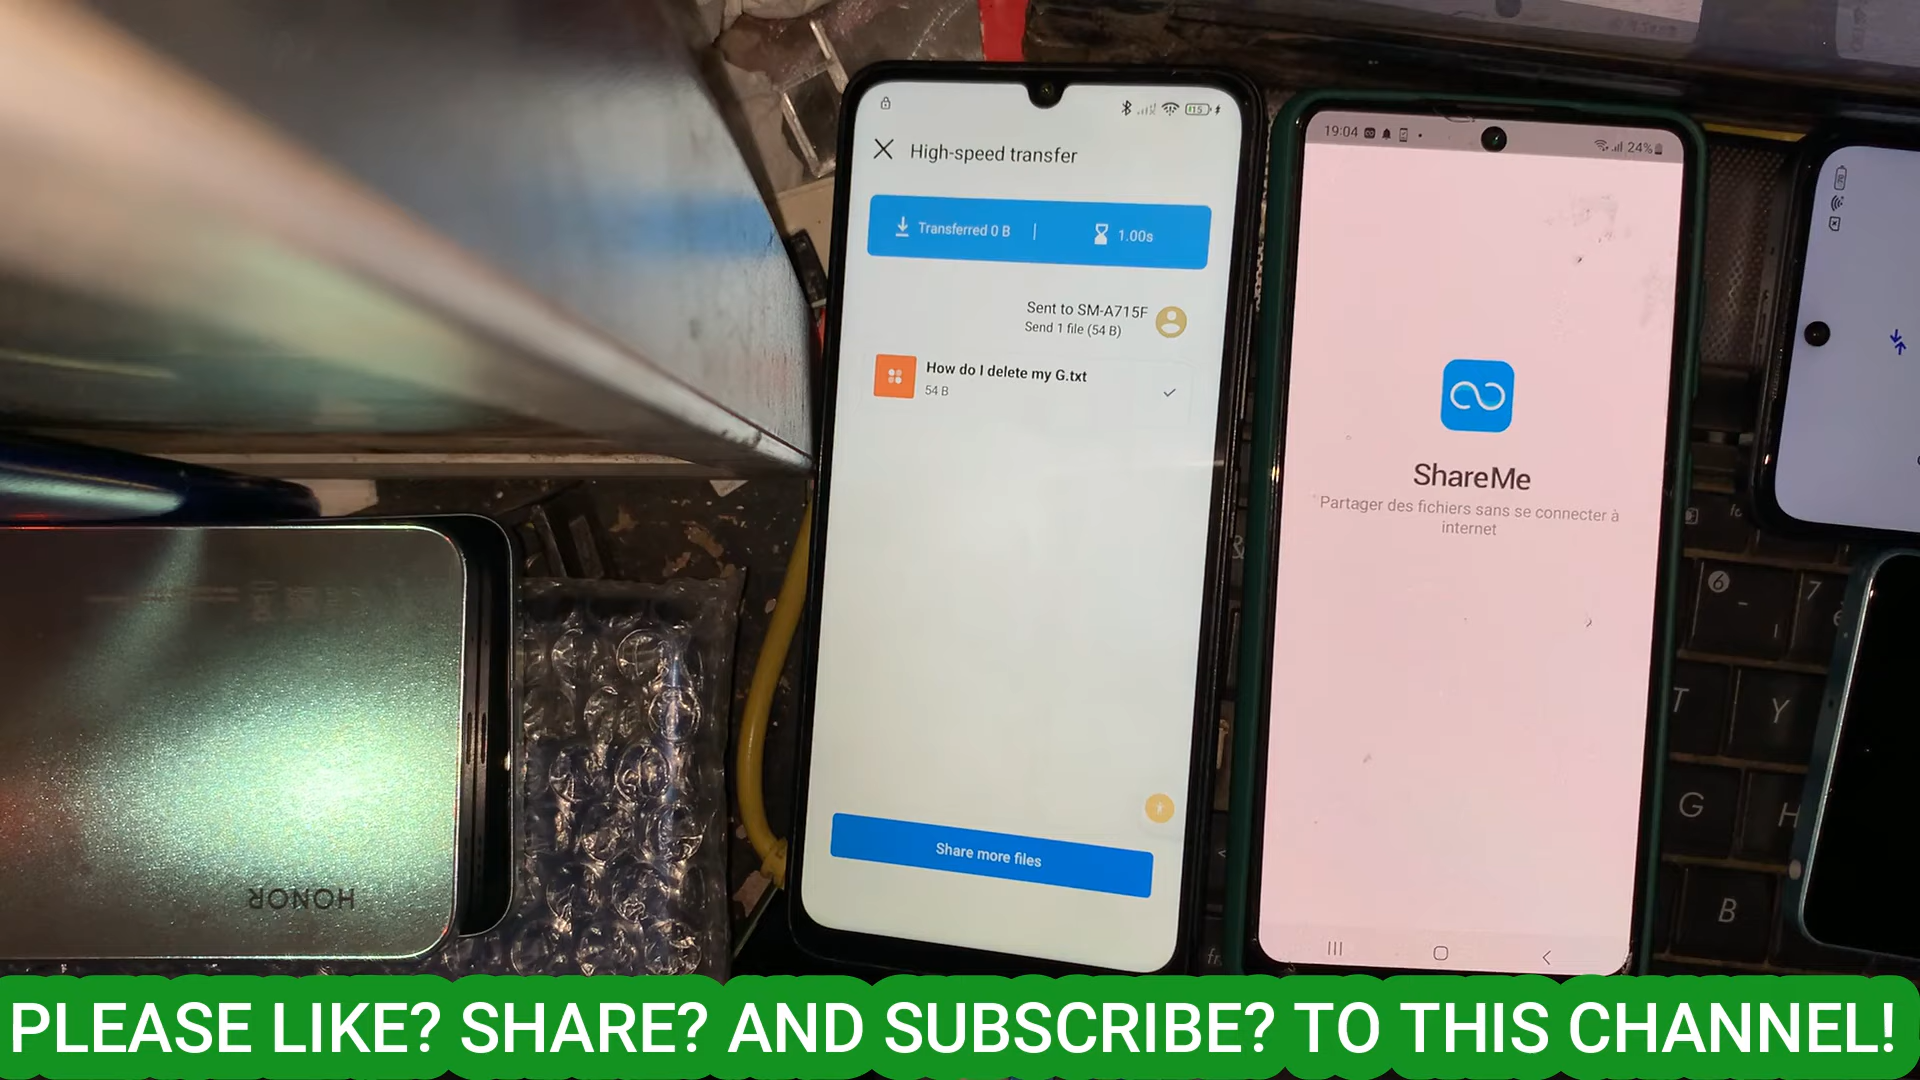 High-speed transfer
Transferred 0 B | 1.00s
Sent to SM-A715F
Send 1 file (54 B)
How do I delete my G.txt
54 B
Share more files
19:04
24%
ShareMe
Partager des fichiers sans se connecter à
internet
HONOR
&
6
-
7
T
Y
G
H
B
PLEASE LIKE? SHARE? AND SUBSCRIBE? TO THIS CHANNEL!